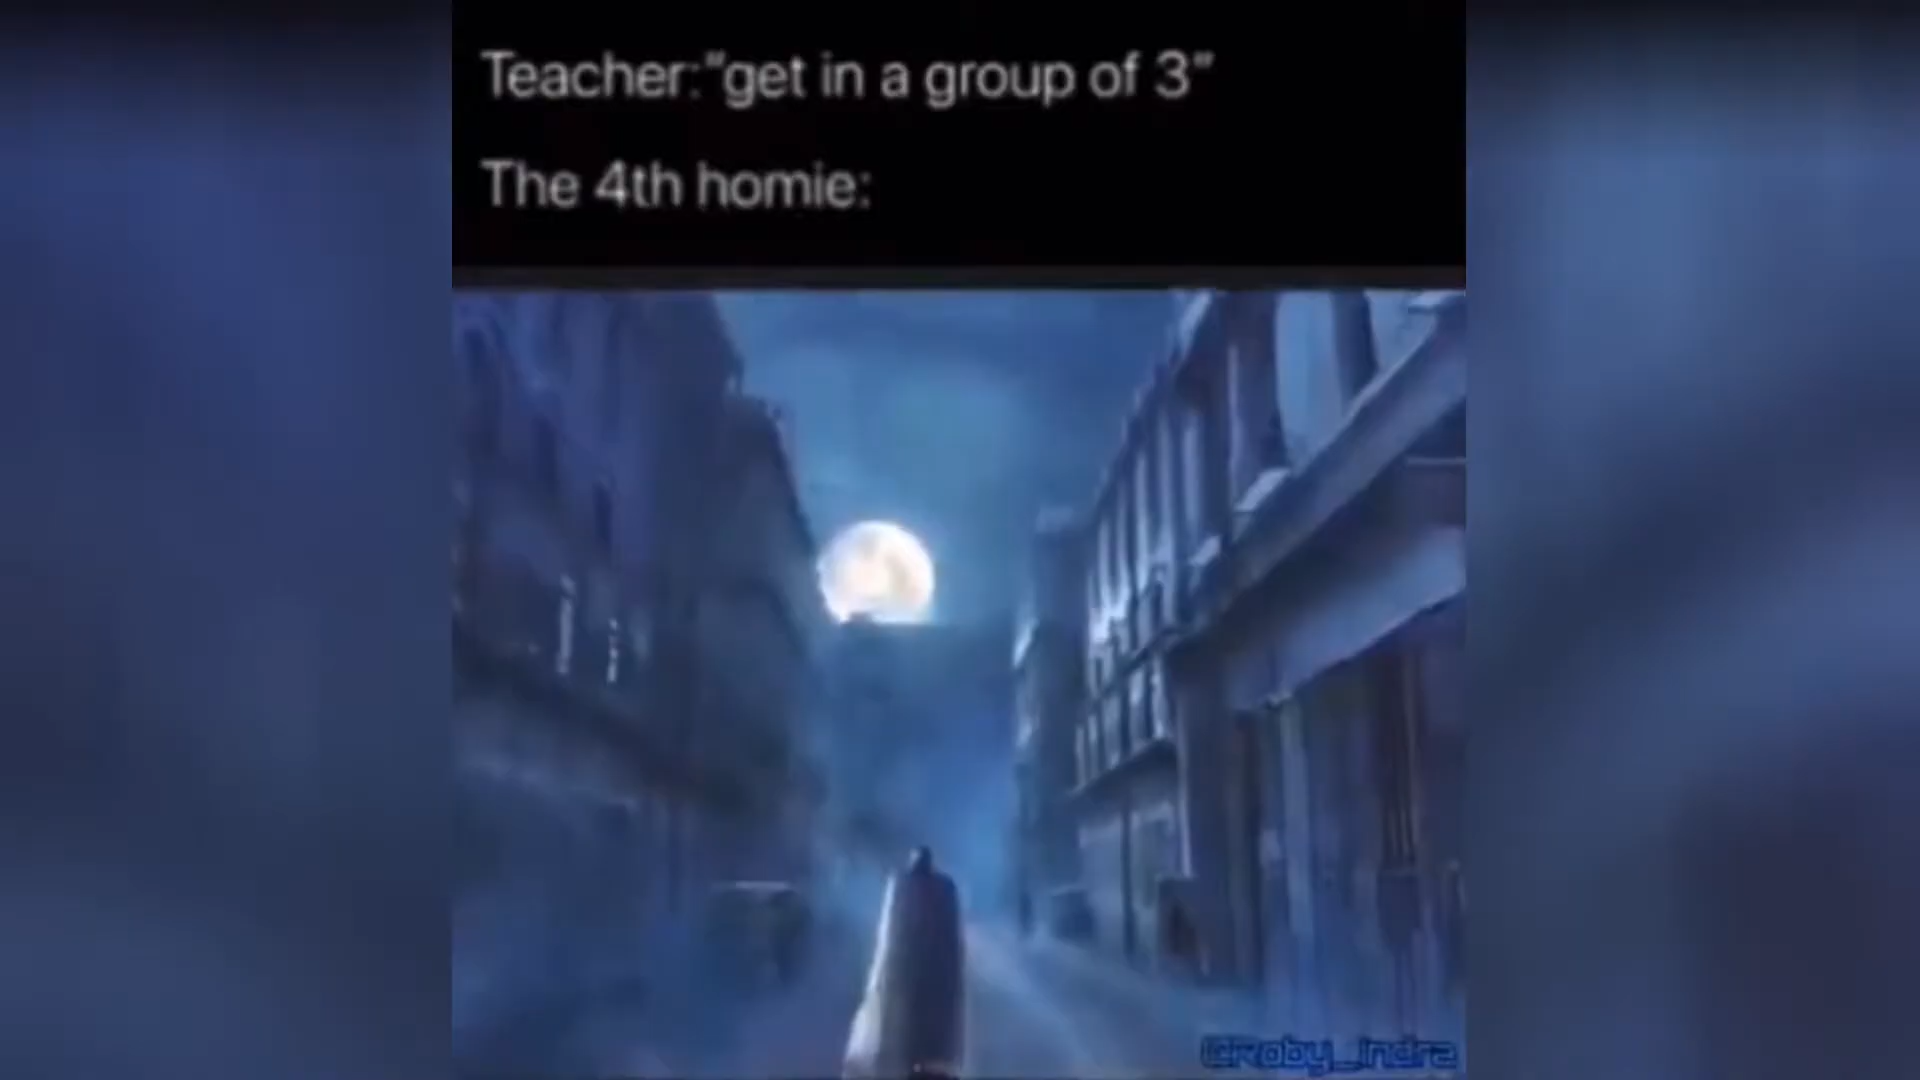 Teacher:"get in a group of 3"
The 4th homie:
@Roby_indra